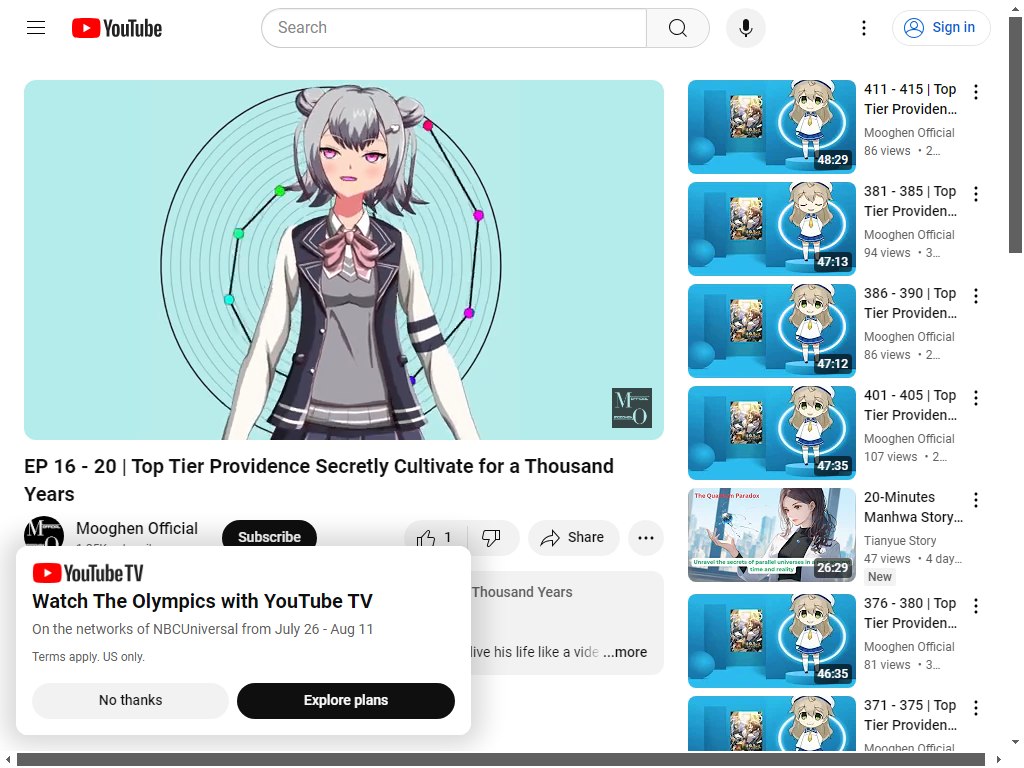 YouTube
Search
Sign in
M
O
EP 16 - 20 | Top Tier Providence Secretly Cultivate for a Thousand
Years
Mooghen Official
Subscribe
1
Share
Thousand Years
live his life like a vide ...more
YouTube TV
Watch The Olympics with YouTube TV
On the networks of NBCUniversal from July 26 - Aug 11
Terms apply. US only.
No thanks
Explore plans
411 - 415 | Top
Tier Providen...
Mooghen Official
86 views • 2...
48:29
381 - 385 | Top
Tier Providen...
Mooghen Official
94 views • 3...
47:13
386 - 390 | Top
Tier Providen...
Mooghen Official
86 views • 2...
47:12
401 - 405 | Top
Tier Providen...
Mooghen Official
107 views • 2...
47:35
The Quantum Paradox
Unravel the secrets of parallel universes in a
time and reality
26:29
20-Minutes
Manhwa Story...
Tianyue Story
47 views • 4 day...
New
376 - 380 | Top
Tier Providen...
Mooghen Official
81 views • 3...
46:35
371 - 375 | Top
Tier Providen...
Mooghen Official